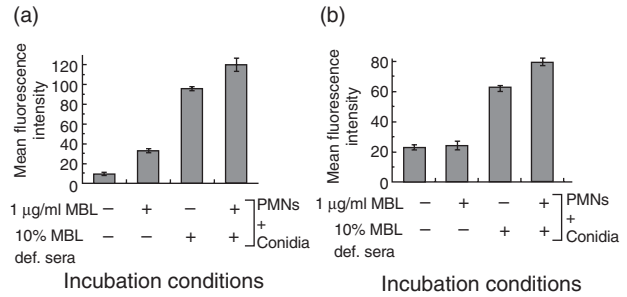 (a)
Mean fluorescence
intensity
120
100
80
60
40
20
0
1 µg/ml MBL − + − +
10% MBL − − + +
def. sera
PMNs
+
Conidia
Incubation conditions
(b)
Mean fluorescence
intensity
80
60
40
20
0
1 µg/ml MBL − + − +
10% MBL − − + +
def. sera
PMNs
+
Conidia
Incubation conditions